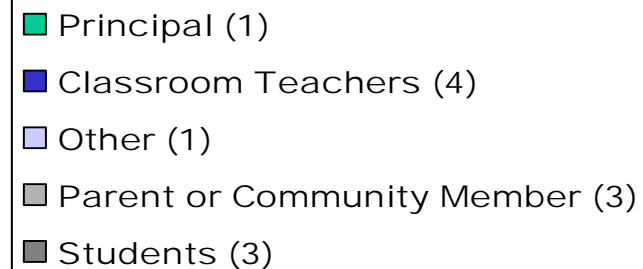 Principal (1)
Classroom Teachers (4)
Other (1)
Parent or Community Member (3)
Students (3)